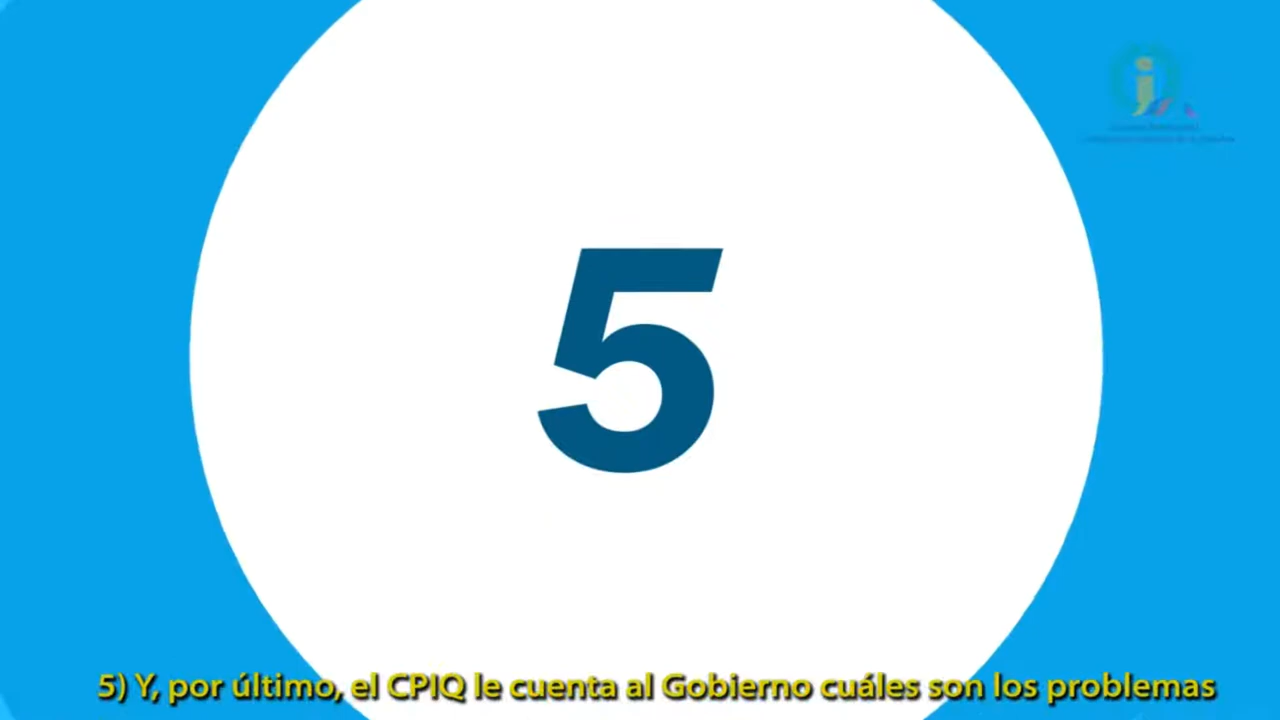 5
5) Y, por último, el CPIQ le cuenta al Gobierno cuáles son los problemas